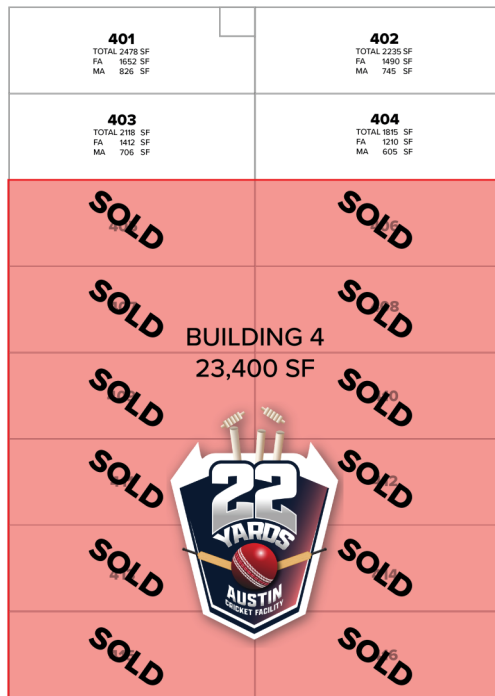 401
TOTAL 2478 SF
FA 1652 SF
MA 826 SF
402
TOTAL 2235 SF
FA 1490 SF
MA 745 SF
403
TOTAL 2118 SF
FA 1412 SF
MA 706 SF
404
TOTAL 1815 SF
FA 1210 SF
MA 605 SF
SOLD
SOLD
SOLD
SOLD
BUILDING 4
23,400 SF
SOLD
SOLD
SOLD
SOLD
22
YARDS
SOLD
SOLD
AUSTIN
CRICKET FACILITY
SOLD
SOLD